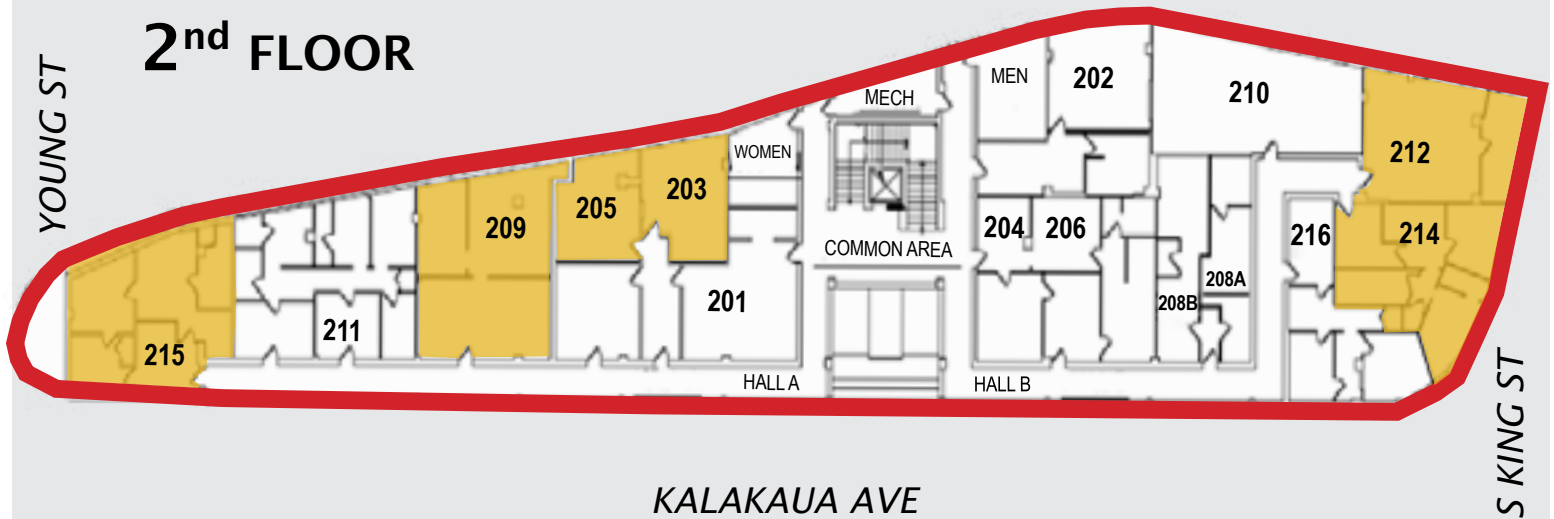 2nd FLOOR
YOUNG ST
MECH
MEN
202
210
WOMEN
203
205
209
212
204
206
216
214
COMMON AREA
208A
208B
201
211
215
HALL A
HALL B
S KING ST
KALAKAUA AVE